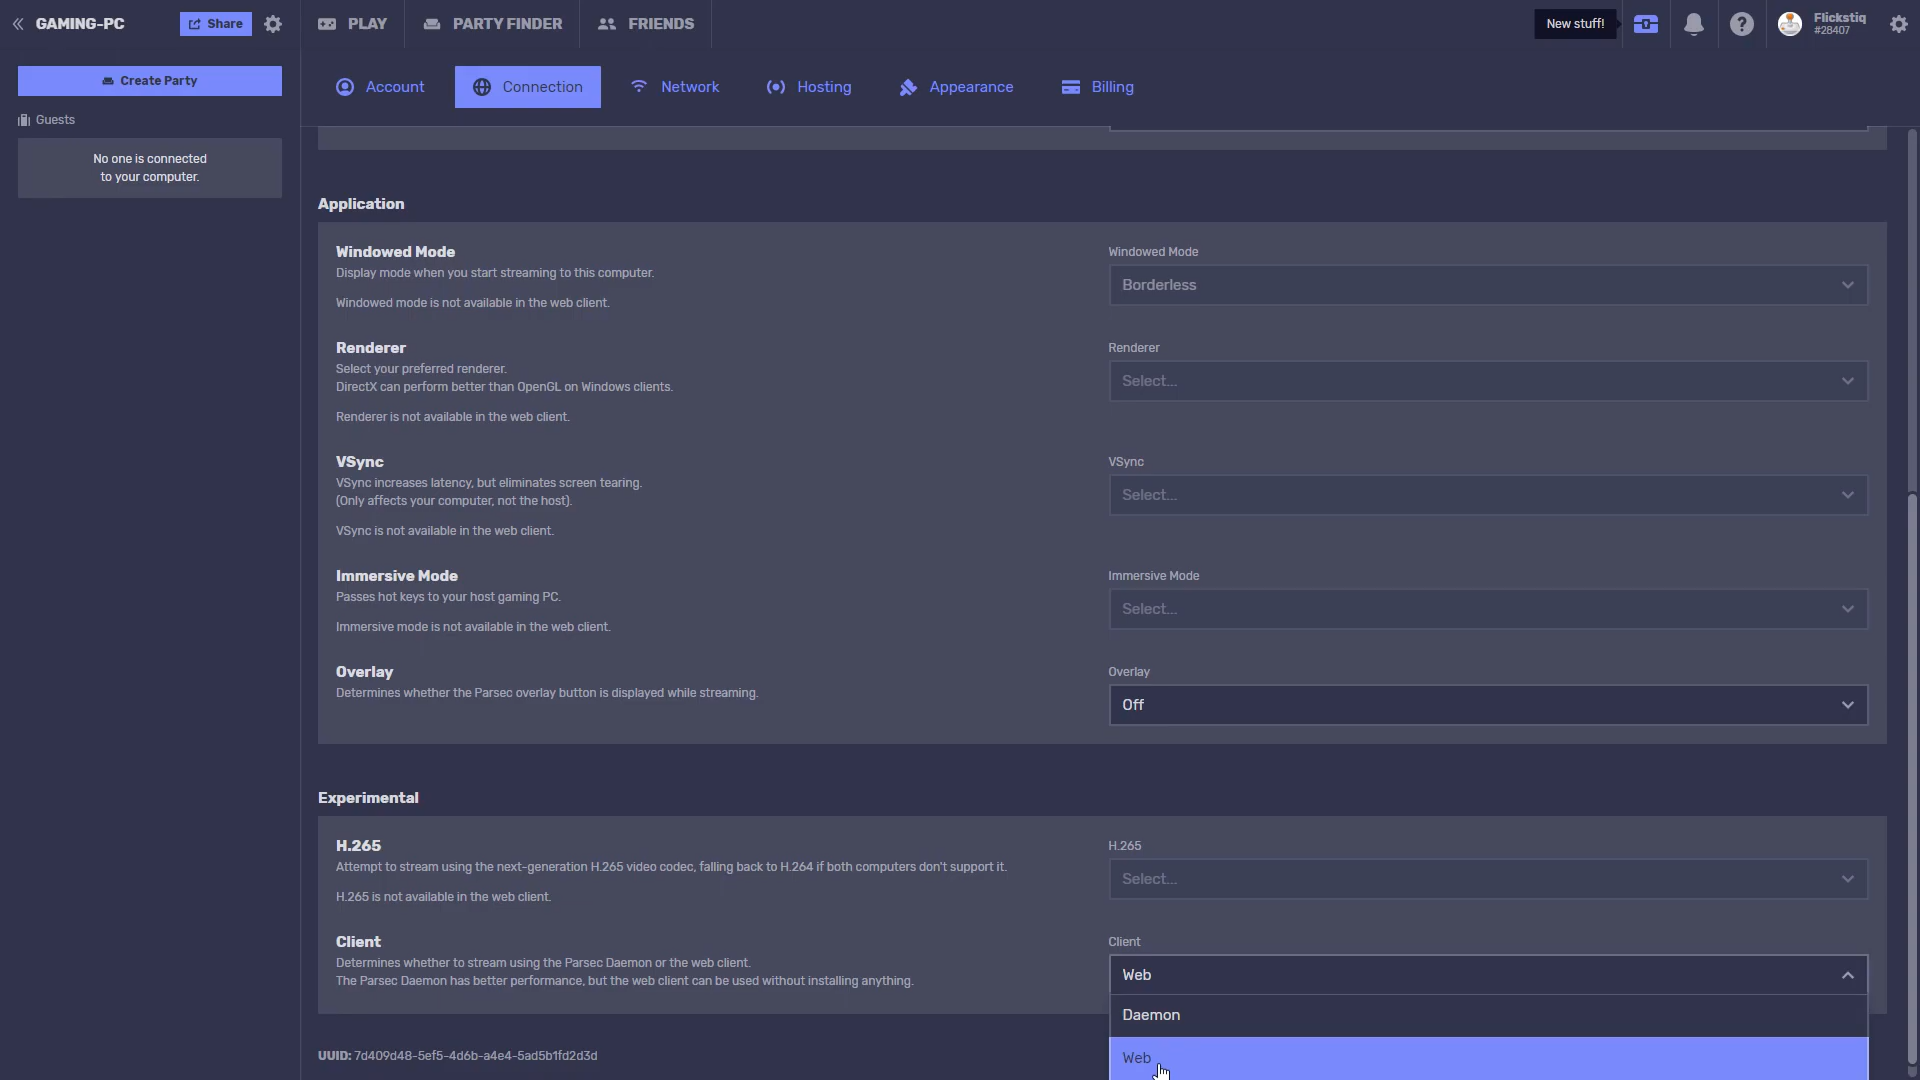 GAMING-PC
Share
PLAY
PARTY FINDER
FRIENDS
New stuff!
Flickstiq
#28407
Create Party
Guests
No one is connected
to your computer.
Account
Connection
Network
Hosting
Appearance
Billing
Application
Windowed Mode
Display mode when you start streaming to this computer.
Windowed mode is not available in the web client.
Windowed Mode
Borderless
Renderer
Select your preferred renderer.
DirectX can perform better than OpenGL on Windows clients.
Renderer is not available in the web client.
Renderer
Select...
VSync
VSync increases latency, but eliminates screen tearing.
(Only affects your computer, not the host).
VSync is not available in the web client.
VSync
Select...
Immersive Mode
Passes hot keys to your host gaming PC.
Immersive mode is not available in the web client.
Immersive Mode
Select...
Overlay
Determines whether the Parsec overlay button is displayed while streaming.
Overlay
Off
Experimental
H.265
Attempt to stream using the next-generation H.265 video codec, falling back to H.264 if both computers don't support it.
H.265 is not available in the web client.
H.265
Select...
Client
Determines whether to stream using the Parsec Daemon or the web client.
The Parsec Daemon has better performance, but the web client can be used without installing anything.
Client
Web
Daemon
Web
UUID: 7d409d48-5ef5-4d6b-a4e4-5ad5b1fd2d3d